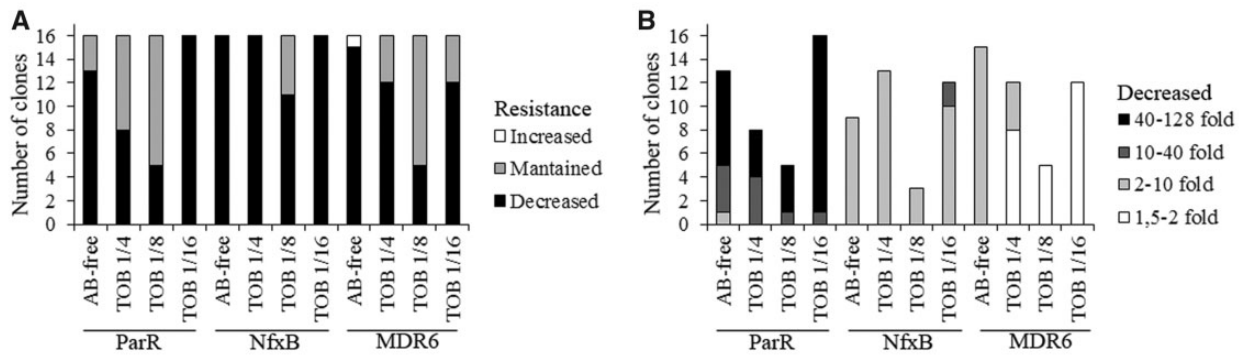 A
Number of clones
16
14
12
10
8
6
4
2
0
AB-free
TOB 1/4
TOB 1/8
TOB 1/16
AB-free
TOB 1/4
TOB 1/8
TOB 1/16
AB-free
TOB 1/4
TOB 1/8
TOB 1/16
ParR
NfxB
MDR6
Resistance
Increased
Mantained
Decreased
B
Number of clones
16
14
12
10
8
6
4
2
0
AB-free
TOB 1/4
TOB 1/8
TOB 1/16
AB-free
TOB 1/4
TOB 1/8
TOB 1/16
AB-free
TOB 1/4
TOB 1/8
TOB 1/16
ParR
NfxB
MDR6
Decreased
40-128 fold
10-40 fold
2-10 fold
1,5-2 fold